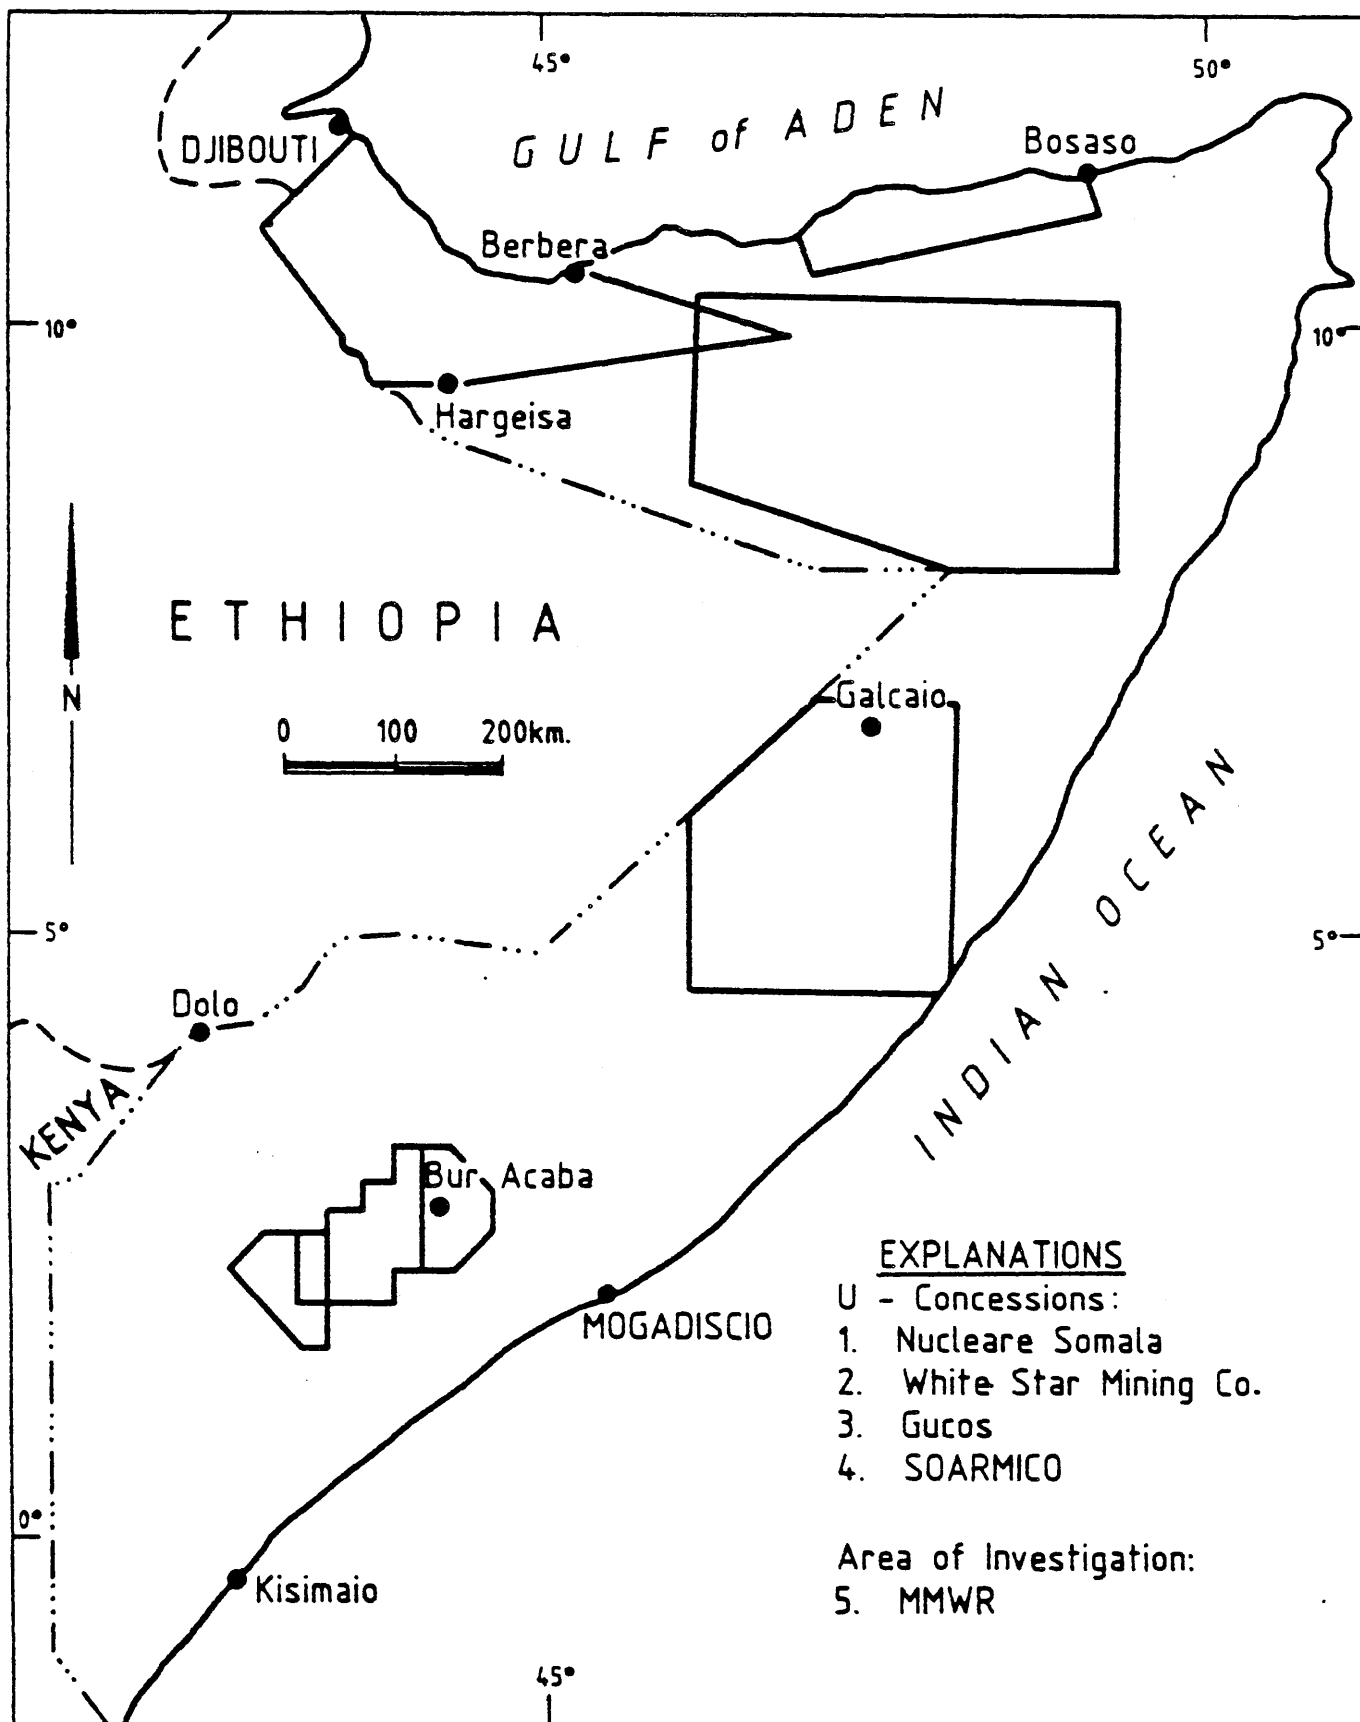 45°
50°
GULF of ADEN
DJIBOUTI
Bosaso
Berbera
10°
10°
Hargeisa
ETHIOPIA
N
Galcaio
0 100 200km.
INDIAN OCEAN
5°
5°
Dolo
KENYA
Bur Acaba
MOGADISCIO
EXPLANATIONS
U - Concessions:
1. Nucleare Somala
2. White Star Mining Co.
3. Gucos
4. SOARMICO
0°
Area of Investigation:
5. MMWR
Kisimaio
45°